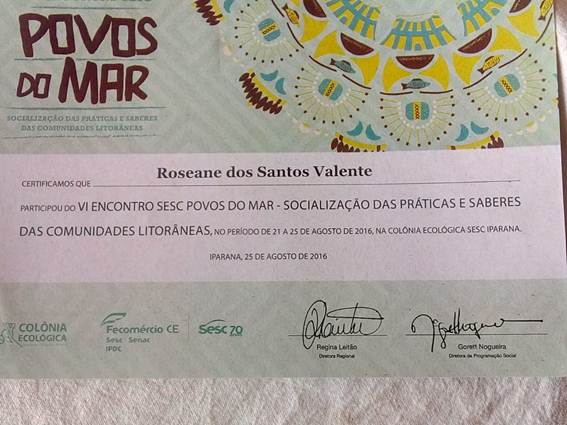 POVOS
DO MAR
SOCIALIZAÇÃO DAS PRÁTICAS E SABERES
DAS COMUNIDADES LITORÂNEAS
Roseane dos Santos Valente
CERTIFICAMOS QUE
PARTICIPOU DO VI ENCONTRO SESC POVOS DO MAR - SOCIALIZAÇÃO DAS PRÁTICAS E SABERES
DAS COMUNIDADES LITORÂNEAS, NO PERÍODO DE 21 A 25 DE AGOSTO DE 2016, NA COLÔNIA ECOLÓGICA SESC IPARANA.
IPARANA, 25 DE AGOSTO DE 2016
COLÔNIA
ECOLÓGICA
Fecomércio CE
Sesc Senac
IPDC
Sesc 70
Regina Leitão
Diretora Regional
Gorett Nogueira
Diretora de Programação Social